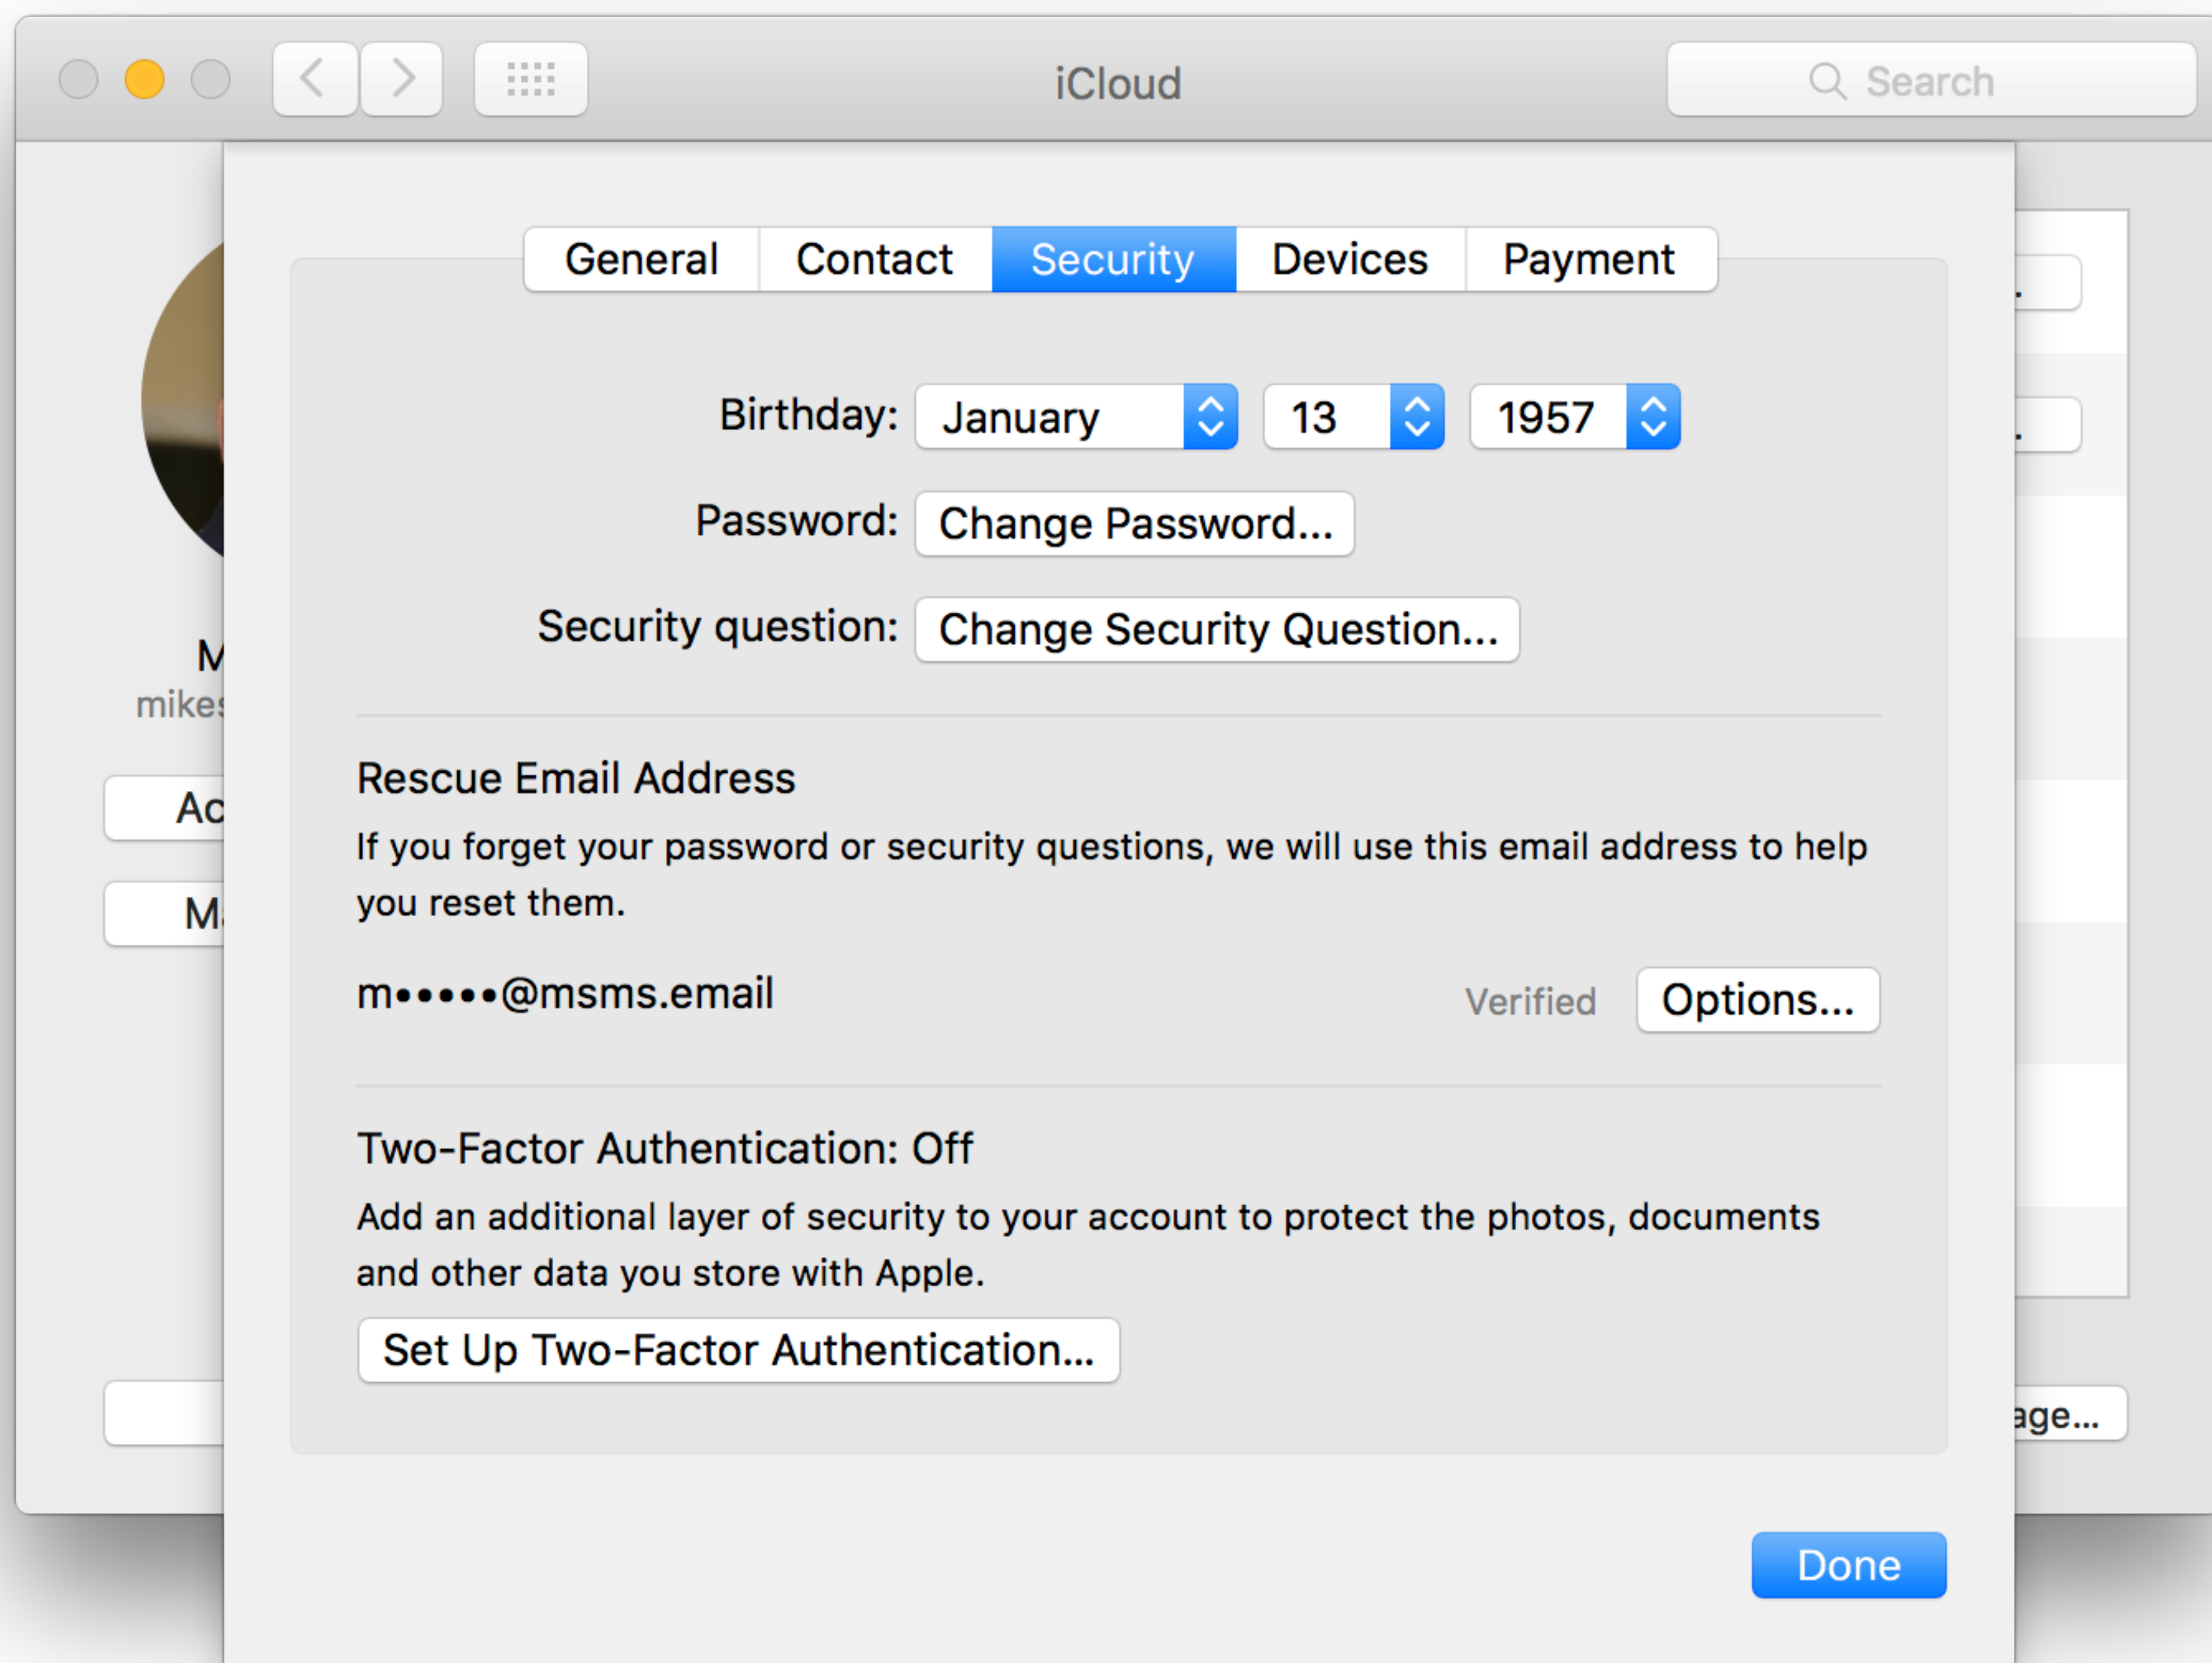 iCloud
Search
General Contact Security Devices Payment
Birthday: January 13 1957
Password: Change Password...
Security question: Change Security Question...
mikes
Rescue Email Address
If you forget your password or security questions, we will use this email address to help
you reset them.
m•••••@msms.email Verified Options...
Two-Factor Authentication: Off
Add an additional layer of security to your account to protect the photos, documents
and other data you store with Apple.
Set Up Two-Factor Authentication...
age...
Done